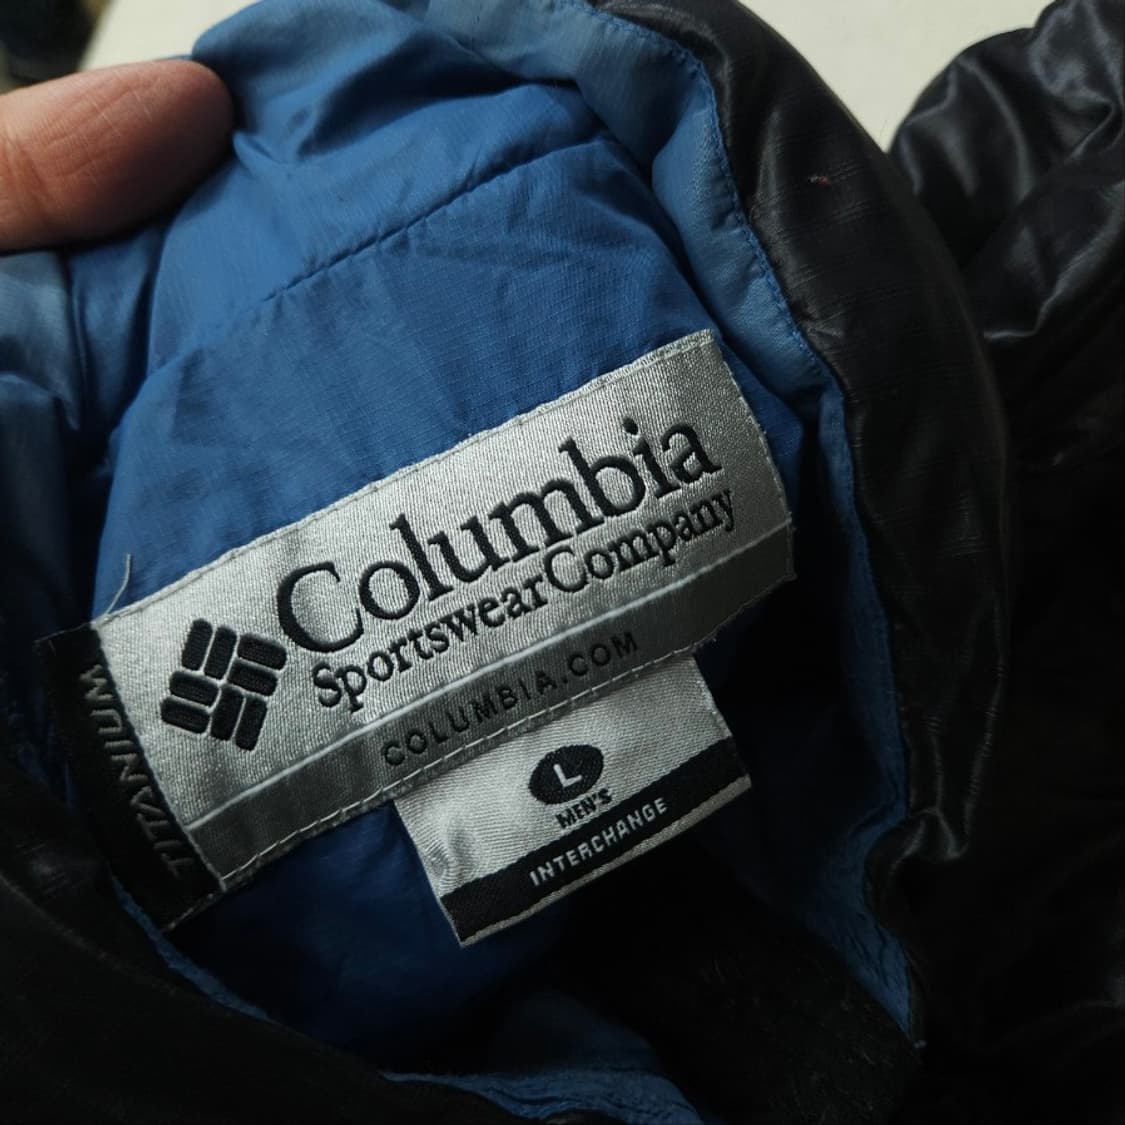 Columbia
SportswearCompany
COLUMBIA.COM
TITANIUM
L
MEN'S
INTERCHANGE